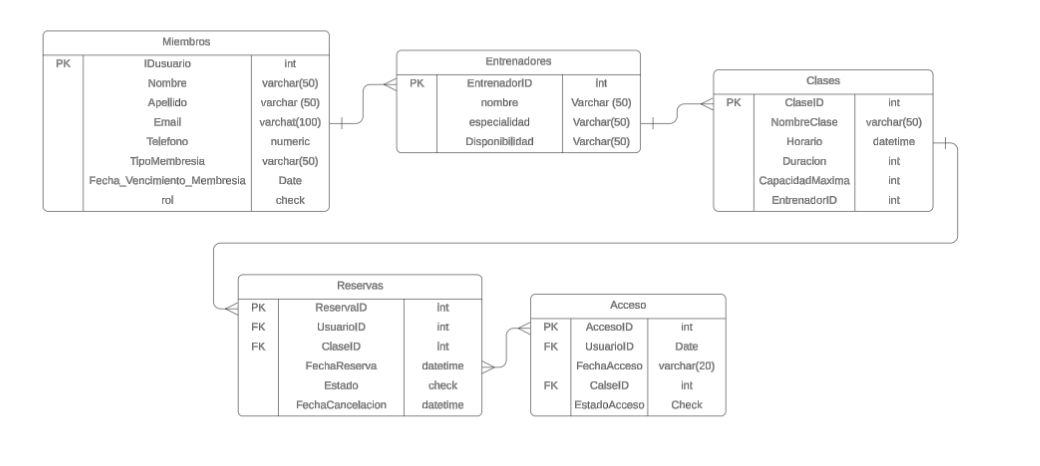 Miembros
PK IDusuario int
Nombre varchar(50)
Apellido varchar (50)
Email varchat(100)
Telefono numeric
TipoMembresia varchar(50)
Fecha_Vencimiento_Membresia Date
rol check
Entrenadores
PK EntrenadorID int
nombre Varchar (50)
especialidad Varchar(50)
Disponibilidad Varchar(50)
Clases
PK ClaseID int
NombreClase varchar(50)
Horario datetime
Duracion int
CapacidadMaxima int
EntrenadorID int
Reservas
PK ReservaID int
FK UsuarioID int
FK ClaseID int
FechaReserva datetime
Estado check
FechaCancelacion datetime
Acceso
PK AccesoID int
FK UsuarioID Date
FechaAcceso varchar(20)
FK CalseID int
EstadoAcceso Check